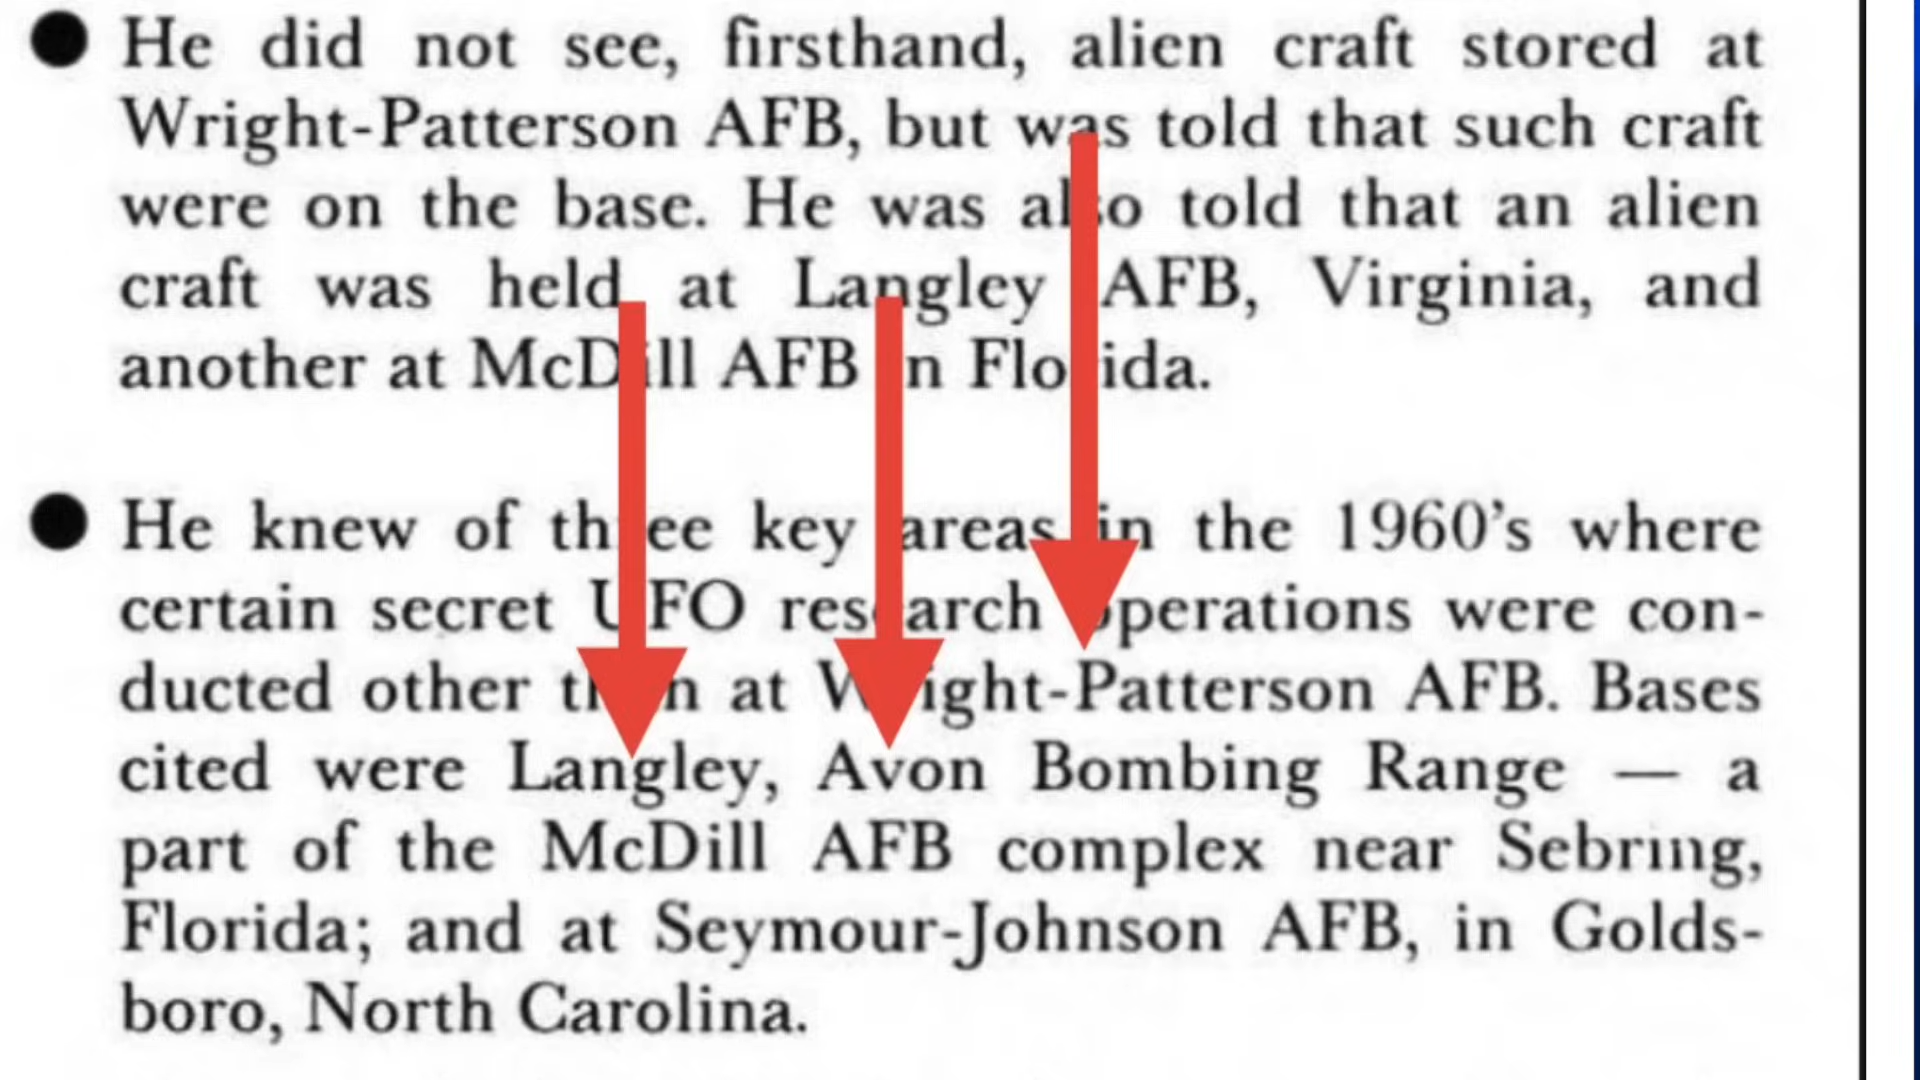 ● He did not see, firsthand, alien craft stored at
Wright-Patterson AFB, but was told that such craft
were on the base. He was also told that an alien
craft was held at Langley AFB, Virginia, and
another at McDill AFB in Florida.
● He knew of three key areas in the 1960's where
certain secret UFO research operations were con-
ducted other than at Wright-Patterson AFB. Bases
cited were Langley, Avon Bombing Range — a
part of the McDill AFB complex near Sebring,
Florida; and at Seymour-Johnson AFB, in Golds-
boro, North Carolina.